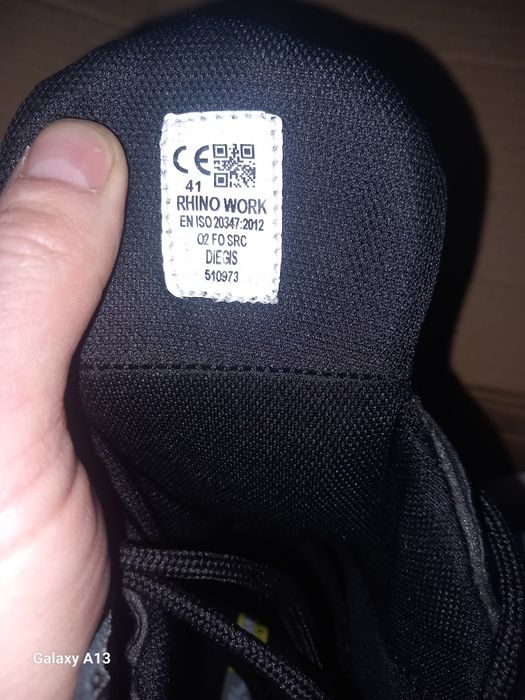 CE
41
RHINO WORK
EN ISO 20347:2012
O2 FO SRC
DIEGIS
510973
Galaxy A13